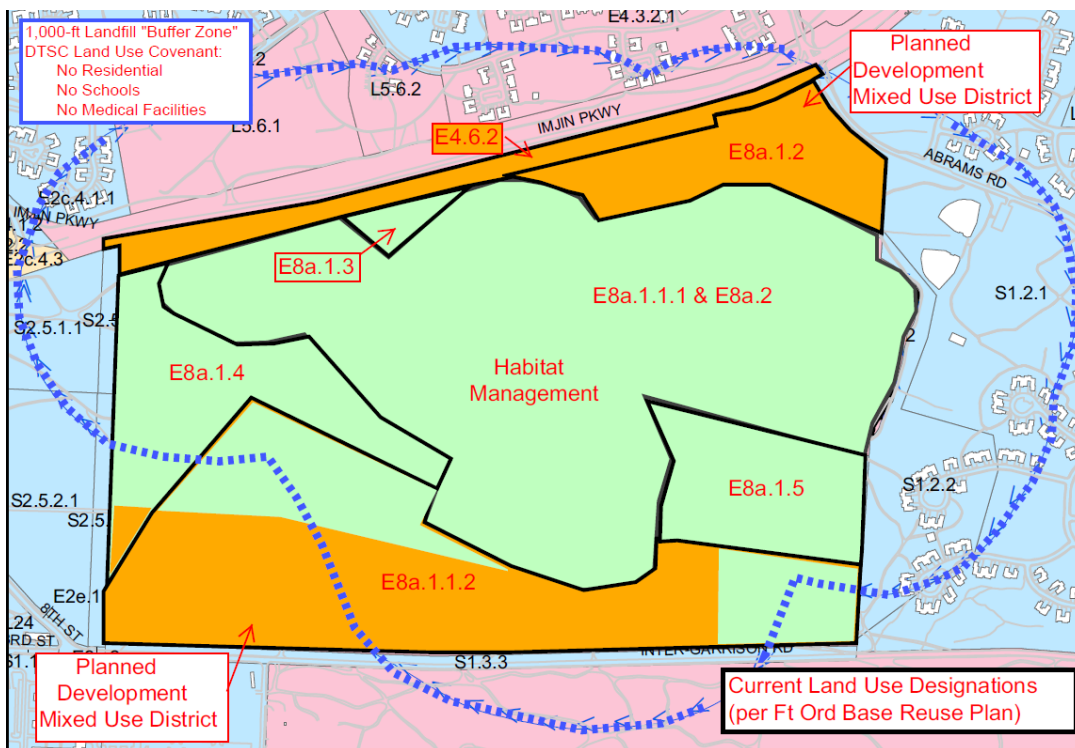 1,000-ft Landfill "Buffer Zone"
DTSC Land Use Covenant:
No Residential
No Schools
No Medical Facilities
E4.3.2.1
Planned
Development
Mixed Use District
L5.6.2
L5.6.1
IMJIN PKWY
E4.6.2
E8a.1.2
ABRAMS RD
E2c.4.1.1
IMJIN PKWY
E2c.4.3
E8a.1.3
E8a.1.1.1 & E8a.2
S1.2.1
S2.5.1.1
E8a.1.4
Habitat
Management
E8a.1.5
S1.2.2
S2.5.2.1
E8a.1.1.2
E2e.1
8TH ST
L24
3RD ST
S1.3.3
INTER-GARRISON RD
Planned
Development
Mixed Use District
Current Land Use Designations
(per Ft Ord Base Reuse Plan)